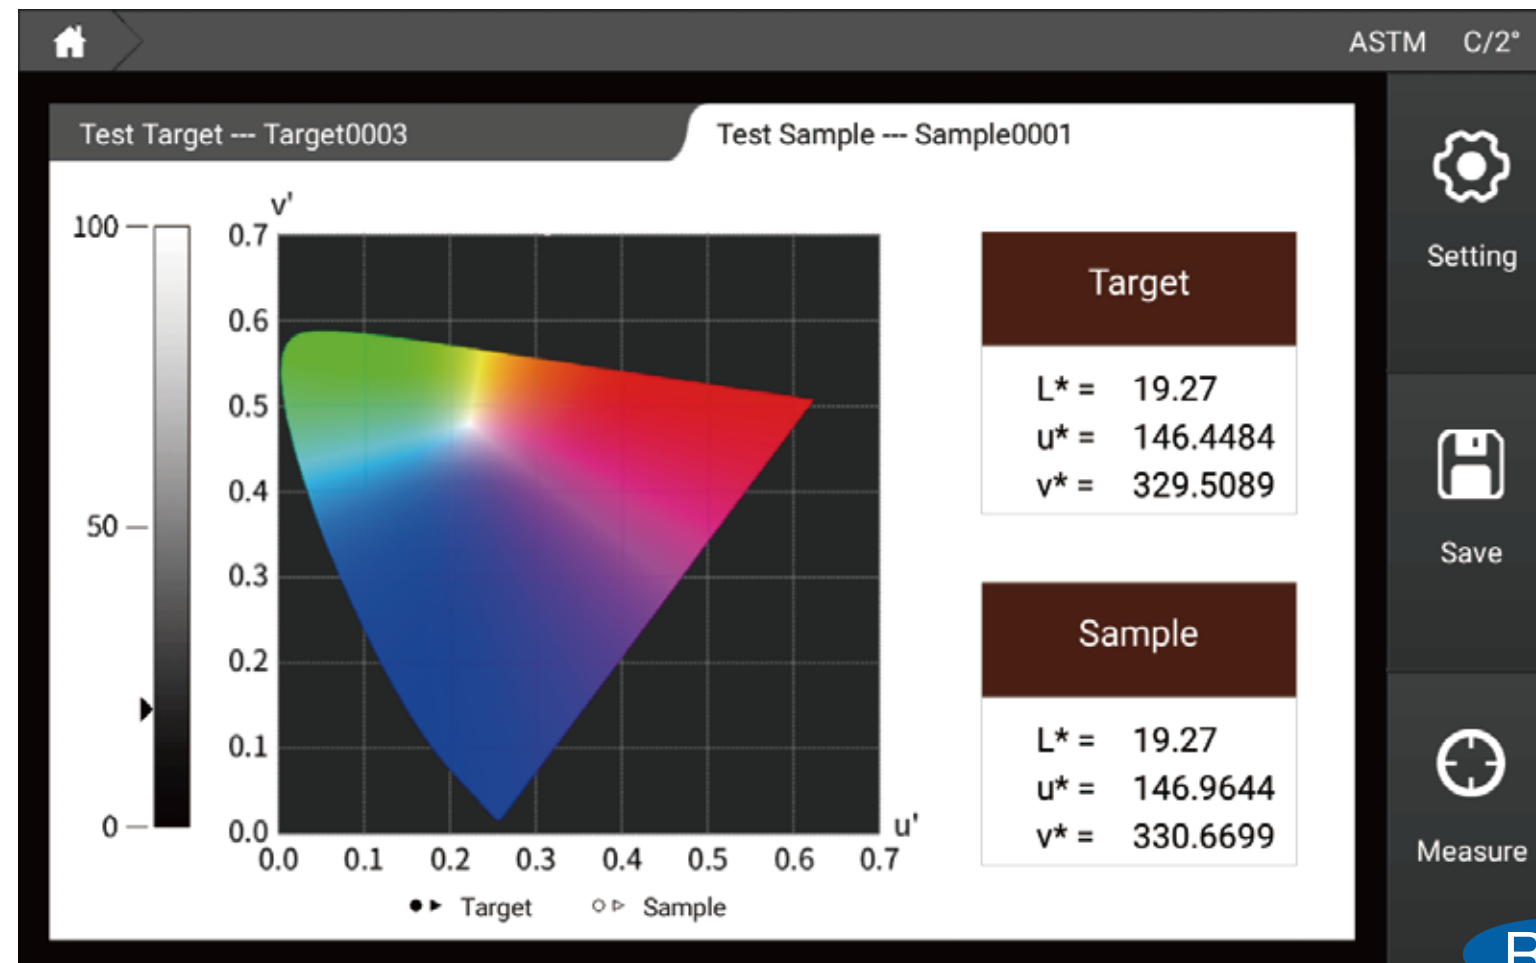 ASTM C/2°
Test Target --- Target0003
Test Sample --- Sample0001
v'
100
50
0
0.7
0.6
0.5
0.4
0.3
0.2
0.1
0.0
0.0 0.1 0.2 0.3 0.4 0.5 0.6 0.7
u'
Target Sample
Target
L* = 19.27
u* = 146.4484
v* = 329.5089
Sample
L* = 19.27
u* = 146.9644
v* = 330.6699
Setting
Save
Measure